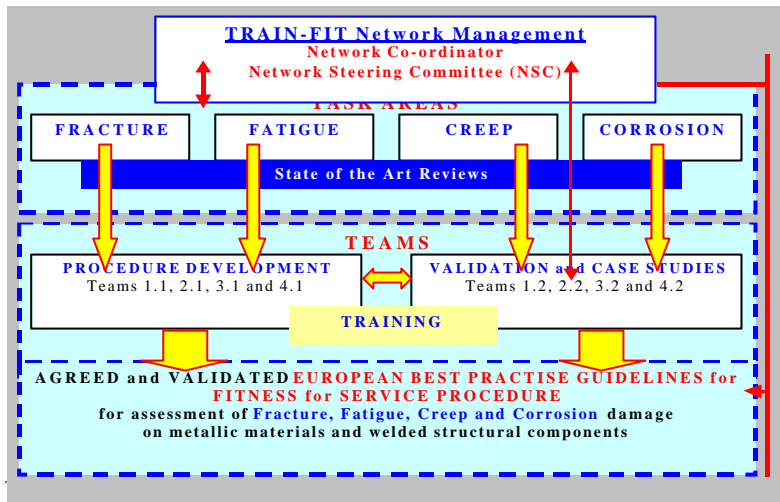 TRAIN-FIT Network Management
Network Co-ordinator
Network Steering Committee (NSC)
TASK AREAS
FRACTURE
FATIGUE
CREEP
CORROSION
State of the Art Reviews
TEAMS
PROCEDURE DEVELOPMENT
Teams 1.1, 2.1, 3.1 and 4.1
VALIDATION and CASE STUDIES
Teams 1.2, 2.2, 3.2 and 4.2
TRAINING
AGREED and VALIDATED EUROPEAN BEST PRACTISE GUIDELINES for
FITNESS for SERVICE PROCEDURE
for assessment of Fracture, Fatigue, Creep and Corrosion damage
on metallic materials and welded structural components